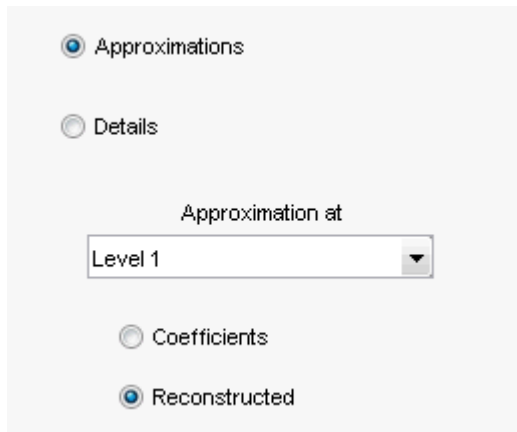 Approximations
Details
Approximation at
Level 1
Coefficients
Reconstructed